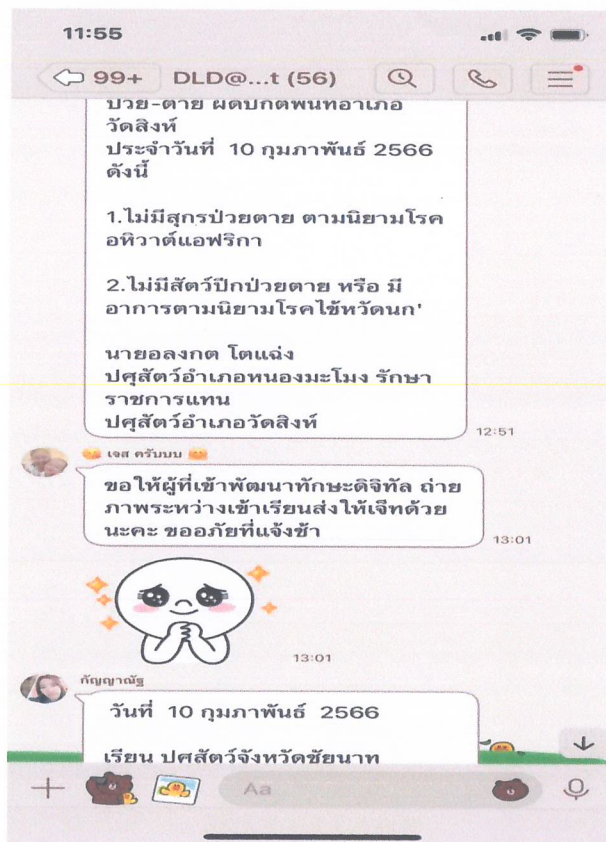 11:55
99+ DLD@...t (56)
ป่วย-ตาย ผิดปกติพื้นที่อำเภอ
วัดสิงห์
ประจำวันที่ 10 กุมภาพันธ์ 2566
ดังนี้
1.ไม่มีสุกรป่วยตาย ตามนิยามโรค
อหิวาต์แอฟริกา
2.ไม่มีสัตว์ปีกป่วยตาย หรือ มี
อาการตามนิยามโรคไข้หวัดนก'
นายอลงกต โตแฉ่ง
ปศุสัตว์อำเภอหนองมะโมง รักษา
ราชการแทน
ปศุสัตว์อำเภอวัดสิงห์
12:51
เจส ครับบบ
ขอให้ผู้ที่เข้าพัฒนาทักษะดิจิทัล ถ่าย
ภาพระหว่างเข้าเรียนส่งให้เจ๊ทด้วย
นะคะ ขออภัยที่แจ้งช้า
13:01
13:01
กัญญาณัฐ
วันที่ 10 กุมภาพันธ์ 2566
เรียน ปศุสัตว์จังหวัดชัยนาท
Aa